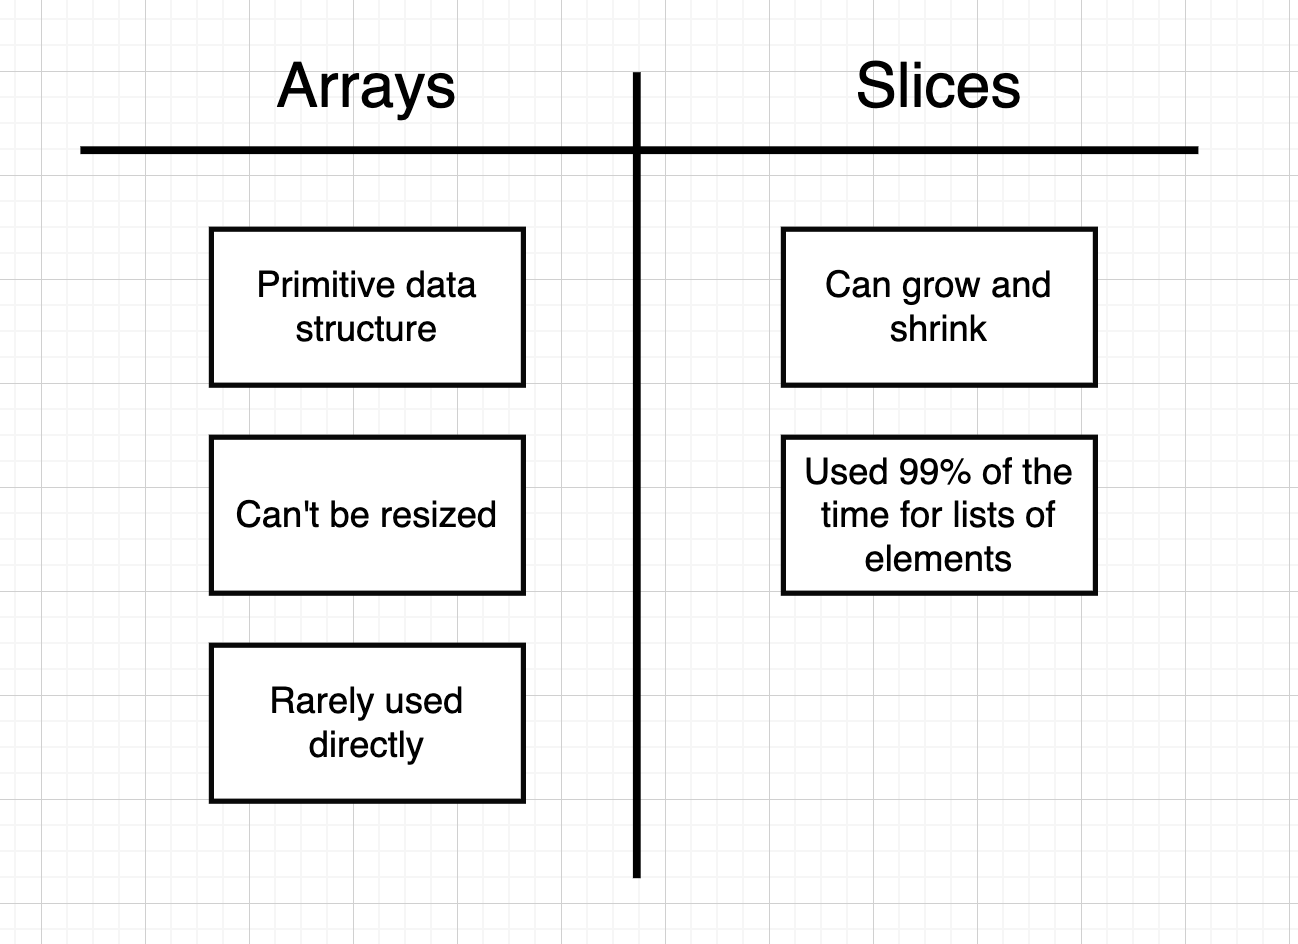 Arrays
Slices
Primitive data
structure
Can't be resized
Rarely used
directly
Can grow and
shrink
Used 99% of the
time for lists of
elements